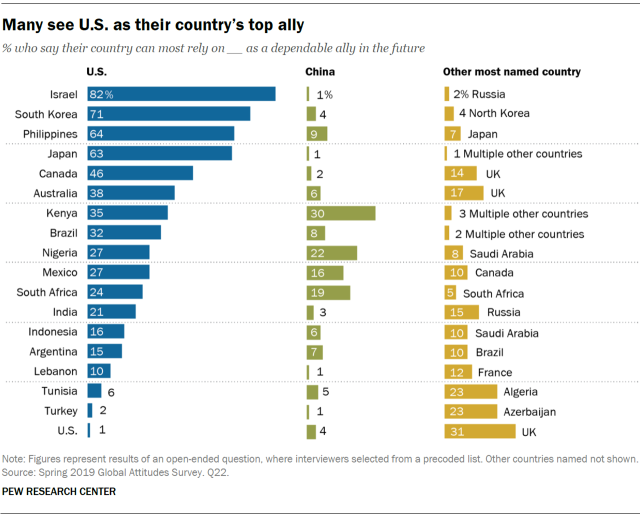 Many see U.S. as their country's top ally
% who say their country can most rely on __ as a dependable ally in the future
U.S. China Other most named country
Israel 82% 1% 2% Russia
South Korea 71 4 4 North Korea
Philippines 64 9 7 Japan
Japan 63 1 1 Multiple other countries
Canada 46 2 14 UK
Australia 38 6 17 UK
Kenya 35 30 3 Multiple other countries
Brazil 32 8 2 Multiple other countries
Nigeria 27 22 8 Saudi Arabia
Mexico 27 16 10 Canada
South Africa 24 19 5 South Africa
India 21 3 15 Russia
Indonesia 16 6 10 Saudi Arabia
Argentina 15 7 10 Brazil
Lebanon 10 1 12 France
Tunisia 6 5 23 Algeria
Turkey 2 1 23 Azerbaijan
U.S. 1 4 31 UK
Note: Figures represent results of an open-ended question, where interviewers selected from a precoded list. Other countries named not shown.
Source: Spring 2019 Global Attitudes Survey. Q22.
PEW RESEARCH CENTER